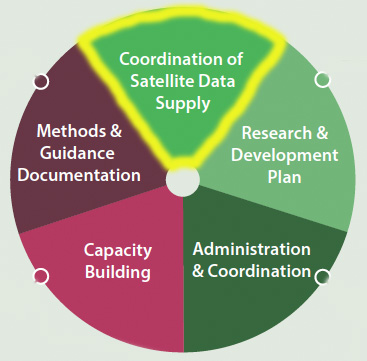 Coordination of
Satellite Data
Supply
Methods &
Guidance
Documentation
Research &
Development
Plan
Capacity
Building
Administration
& Coordination